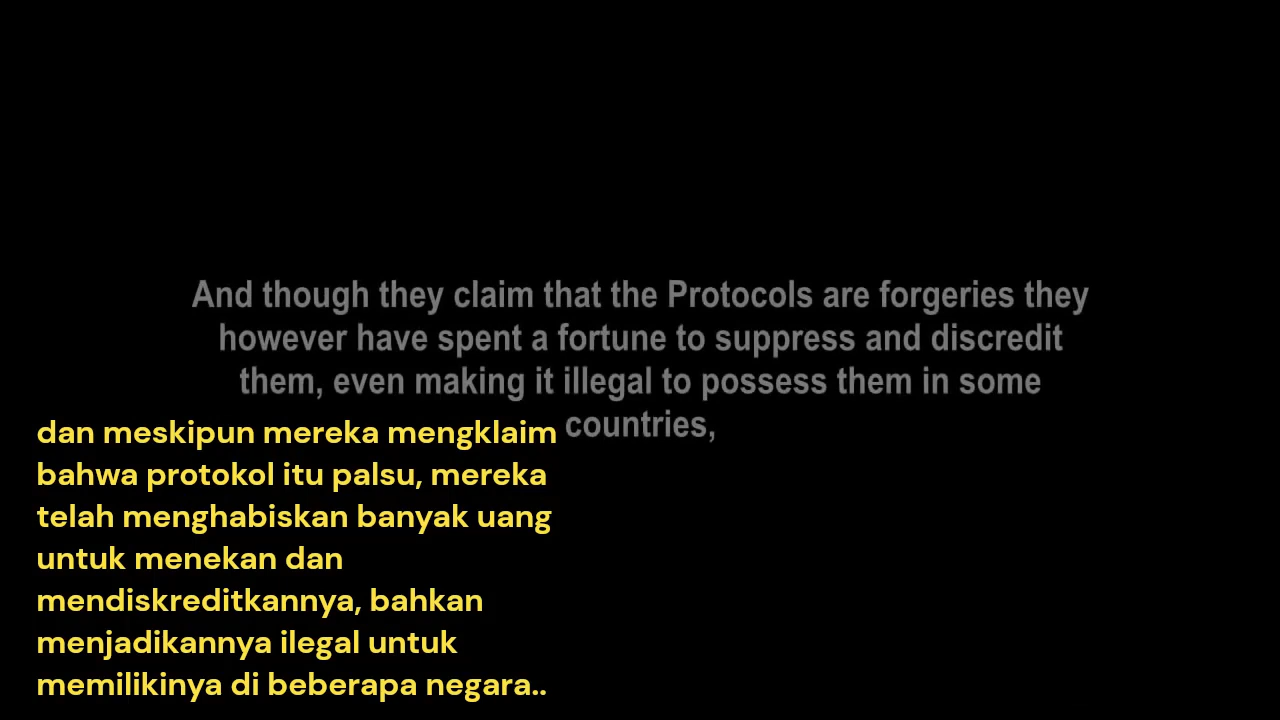 And though they claim that the Protocols are forgeries they
however have spent a fortune to suppress and discredit
them, even making it illegal to possess them in some
countries,
dan meskipun mereka mengklaim
bahwa protokol itu palsu, mereka
telah menghabiskan banyak uang
untuk menekan dan
mendiskreditkannya, bahkan
menjadikannya ilegal untuk
memilikinya di beberapa negara..